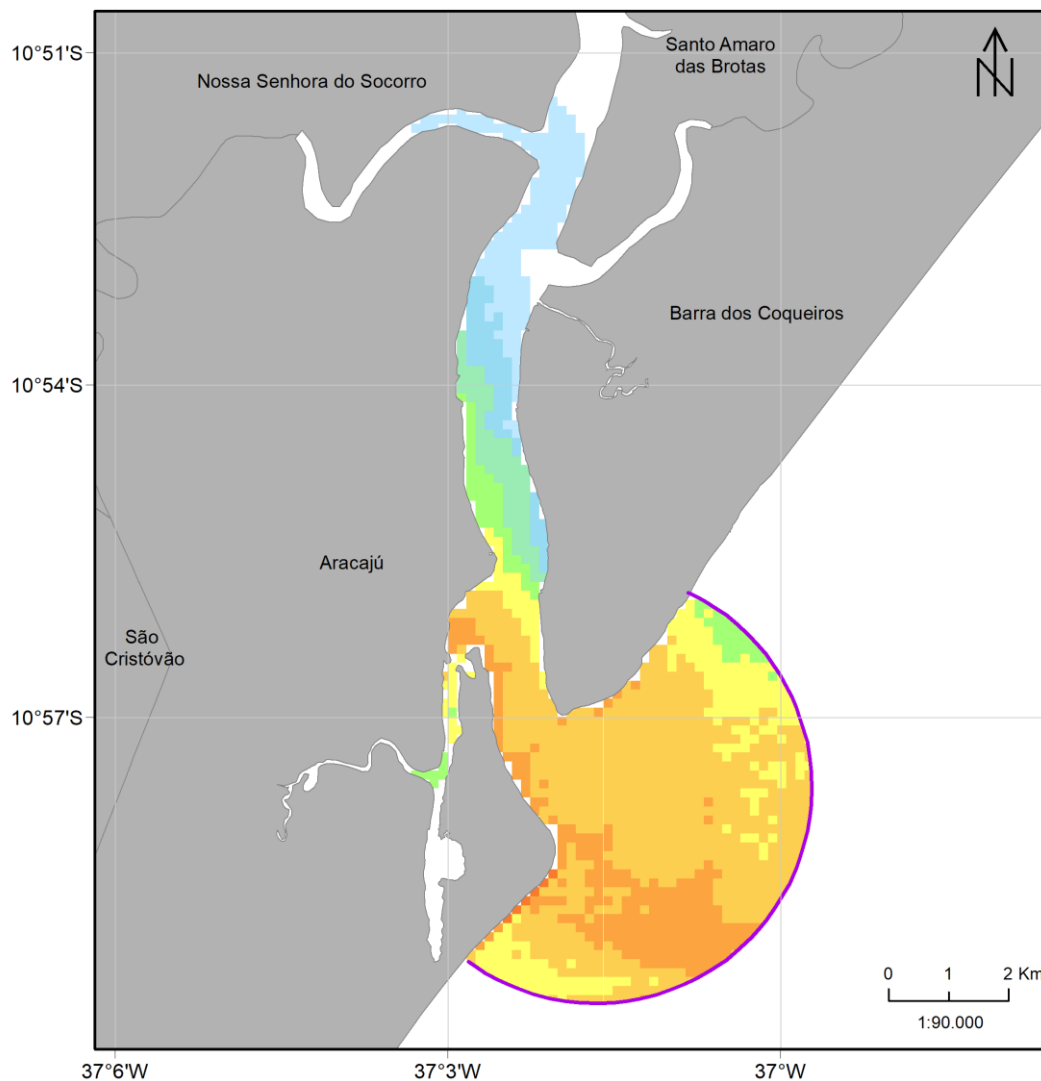 10°51'S
Santo Amaro
das Brotas
Nossa Senhora do Socorro
N
Barra dos Coqueiros
10°54'S
Aracajú
São
Cristóvão
10°57'S
0 1 2 Km
1:90.000
37°6'W 37°3'W 37°W